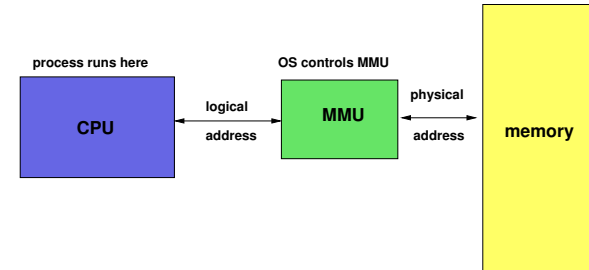 process runs here
OS controls MMU
CPU
logical
address
MMU
physical
address
memory